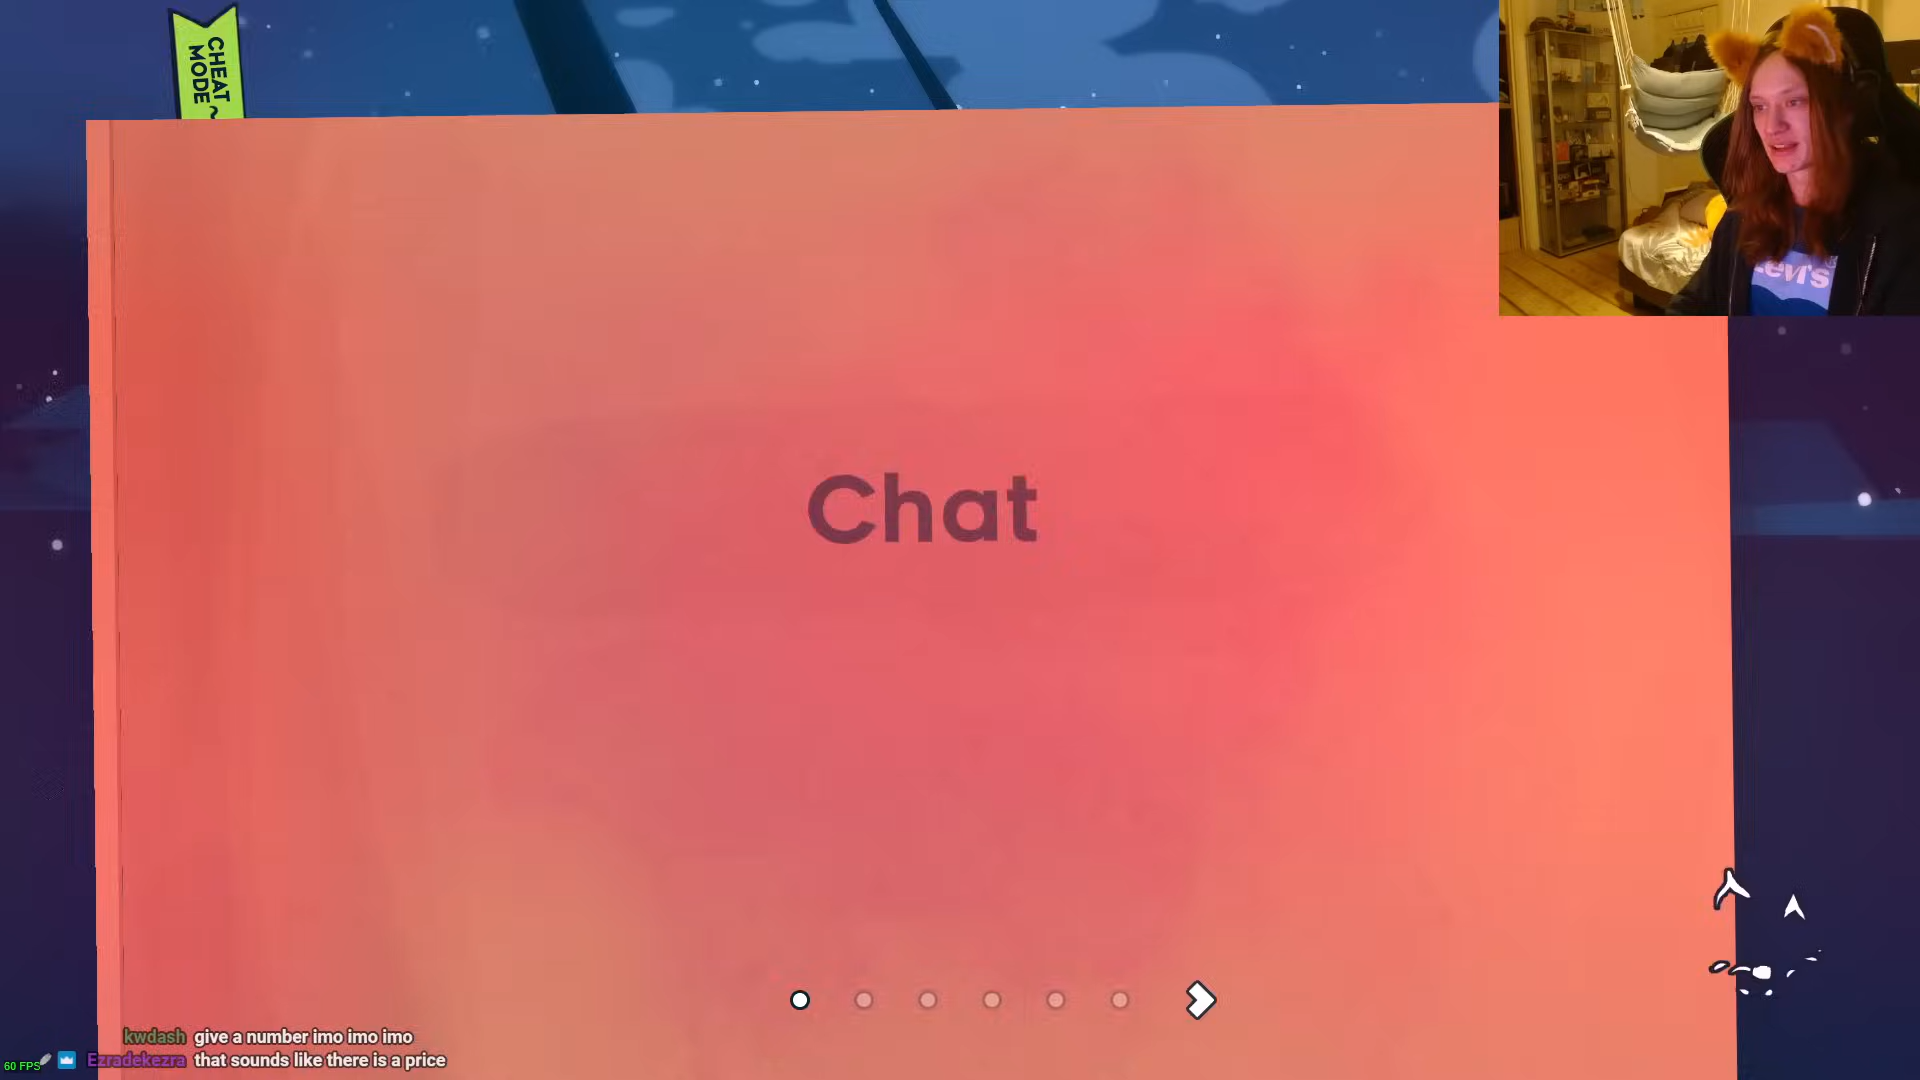 CHEAT
MODE ~
Chat
Levi's
kwdash give a number imo imo imo
60 FPS Ezradekezra that sounds like there is a price